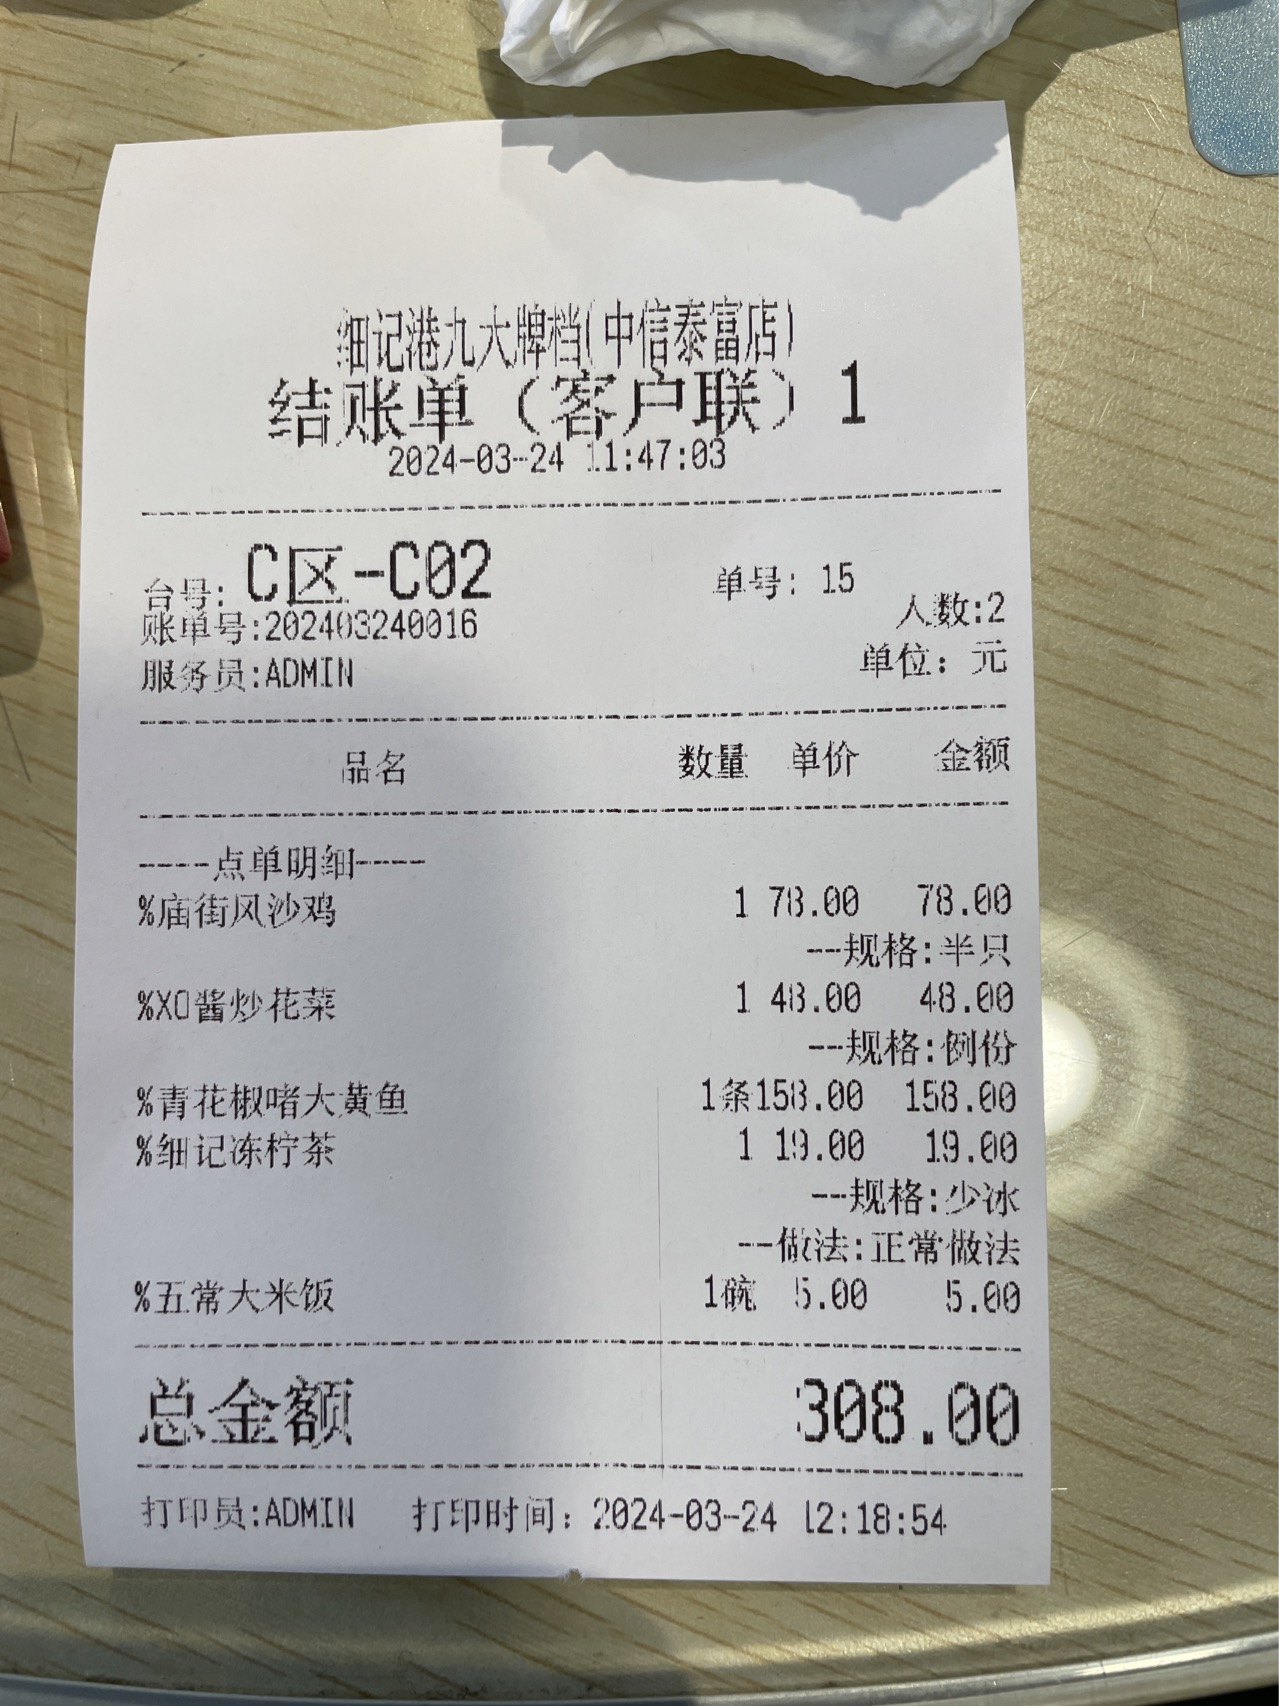 细记港九大牌档(中信泰富店)
结账单（客户联）1
2024-03-24 11:47:03
台号: C区-C02 单号: 15
人数:2
账单号:202403240016
服务员:ADMIN 单位: 元
品名 数量 单价 金额
----点单明细----
%庙街风沙鸡 1 78.00 78.00
--规格:半只
%XO酱炒花菜 1 48.00 48.00
--规格:例份
%青花椒啫大黄鱼 1条158.00 158.00
%细记冻柠茶 1 19.00 19.00
--规格:少冰
--做法:正常做法
%五常大米饭 1碗 5.00 5.00
总金额 308.00
打印员:ADMIN 打印时间: 2024-03-24 12:18:54